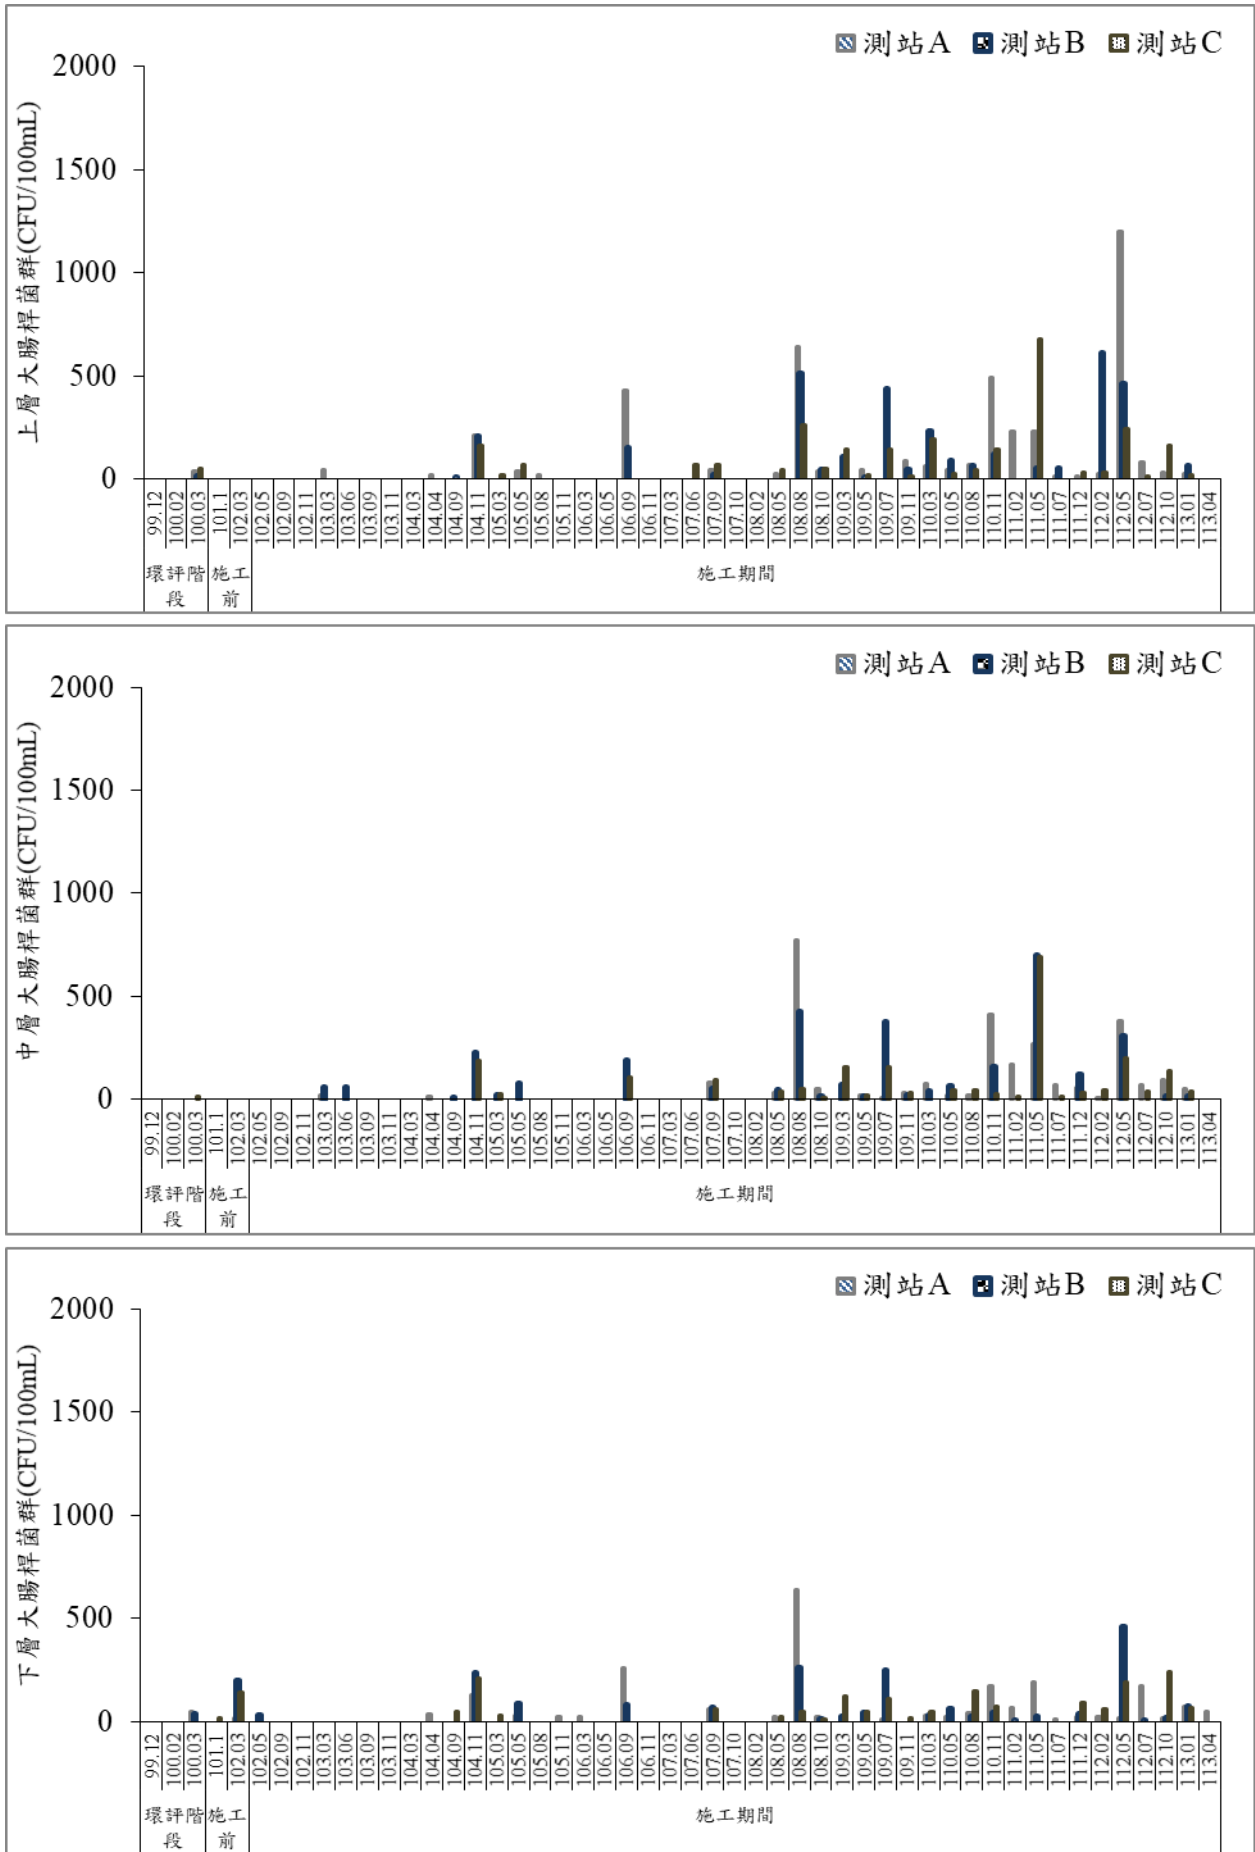 測站A 測站B 測站C
上層大腸桿菌群(CFU/100mL)
2000
1500
1000
500
0
99.12 100.02 100.03 101.1 102.03 102.05 102.09 102.11 103.03 103.06 103.09 103.11 104.03 104.04 104.09 104.11 105.03 105.05 105.08 105.11 106.03 106.05 106.09 106.11 107.03 107.06 107.09 107.10 108.02 108.05 108.08 108.10 109.03 109.05 109.07 109.11 110.03 110.05 110.08 110.11 111.02 111.05 111.07 111.12 112.02 112.05 112.07 112.10 113.01 113.04
環評階段 施工前 施工期間
測站A 測站B 測站C
中層大腸桿菌群(CFU/100mL)
2000
1500
1000
500
0
99.12 100.02 100.03 101.1 102.03 102.05 102.09 102.11 103.03 103.06 103.09 103.11 104.03 104.04 104.09 104.11 105.03 105.05 105.08 105.11 106.03 106.05 106.09 106.11 107.03 107.06 107.09 107.10 108.02 108.05 108.08 108.10 109.03 109.05 109.07 109.11 110.03 110.05 110.08 110.11 111.02 111.05 111.07 111.12 112.02 112.05 112.07 112.10 113.01 113.04
環評階段 施工前 施工期間
測站A 測站B 測站C
下層大腸桿菌群(CFU/100mL)
2000
1500
1000
500
0
99.12 100.02 100.03 101.1 102.03 102.05 102.09 102.11 103.03 103.06 103.09 103.11 104.03 104.04 104.09 104.11 105.03 105.05 105.08 105.11 106.03 106.05 106.09 106.11 107.03 107.06 107.09 107.10 108.02 108.05 108.08 108.10 109.03 109.05 109.07 109.11 110.03 110.05 110.08 110.11 111.02 111.05 111.07 111.12 112.02 112.05 112.07 112.10 113.01 113.04
環評階段 施工前 施工期間